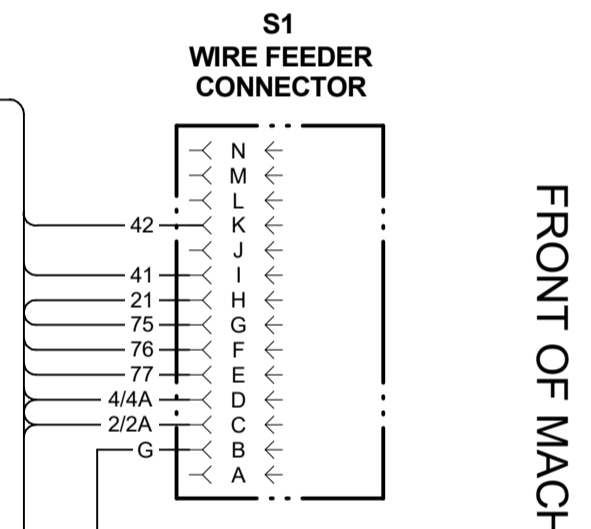 S1
WIRE FEEDER
CONNECTOR
N
M
L
42 K
J
41 I
21 H
75 G
76 F
77 E
4/4A D
2/2A C
G B
A
FRONT OF MACH